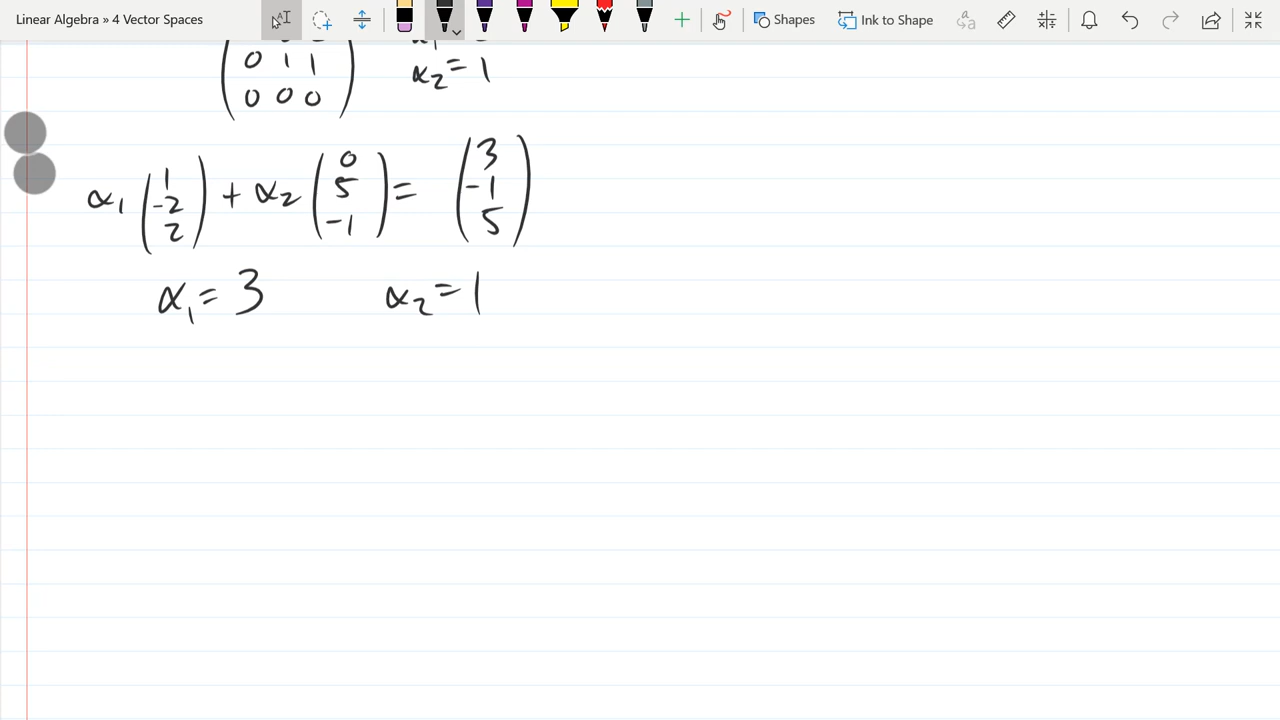 Linear Algebra » 4 Vector Spaces Shapes Ink to Shape
0 1 1
α₂ = 1
0 0 0
α₁ (1 -2 2) + α₂ (0 5 -1) = (3 -1 5)
α₁ = 3 α₂ = 1